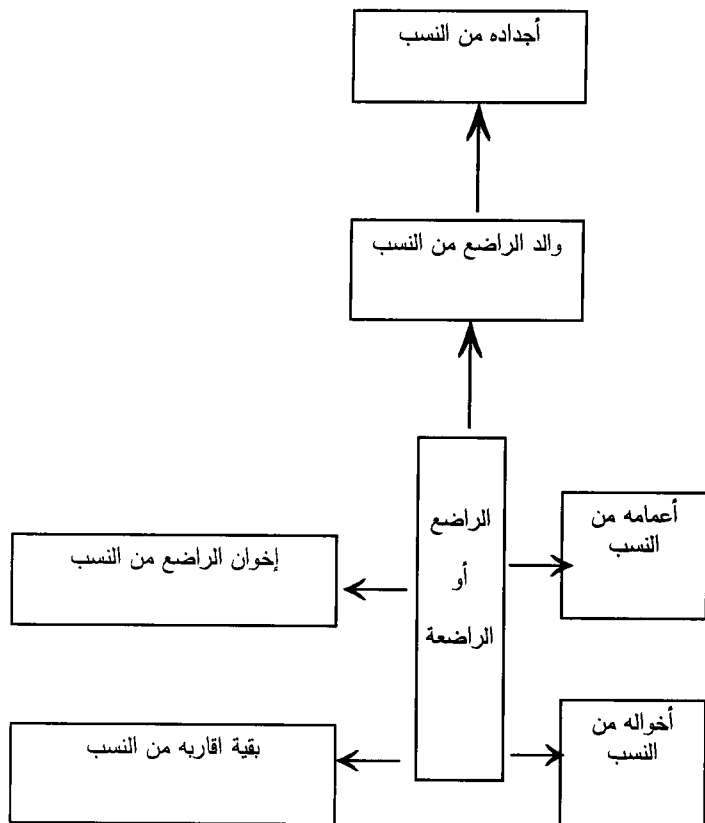 أجداده من النسب
والد الراضع من النسب
الراضع
أو
الراضعة
أعمامه من
النسب
إخوان الراضع من النسب
أخواله من
النسب
بقية اقاربه من النسب